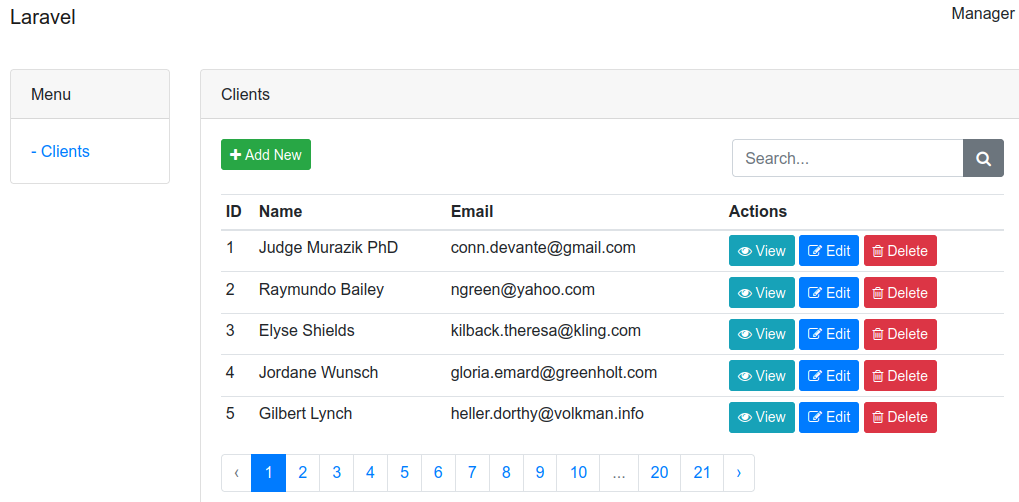 Laravel
Manager
Menu
- Clients
Clients
Add New
Search...
ID Name Email Actions
1 Judge Murazik PhD conn.devante@gmail.com View Edit Delete
2 Raymundo Bailey ngreen@yahoo.com View Edit Delete
3 Elyse Shields kilback.theresa@kling.com View Edit Delete
4 Jordane Wunsch gloria.emard@greenholt.com View Edit Delete
5 Gilbert Lynch heller.dorthy@volkman.info View Edit Delete
‹ 1 2 3 4 5 6 7 8 9 10 ... 20 21 ›